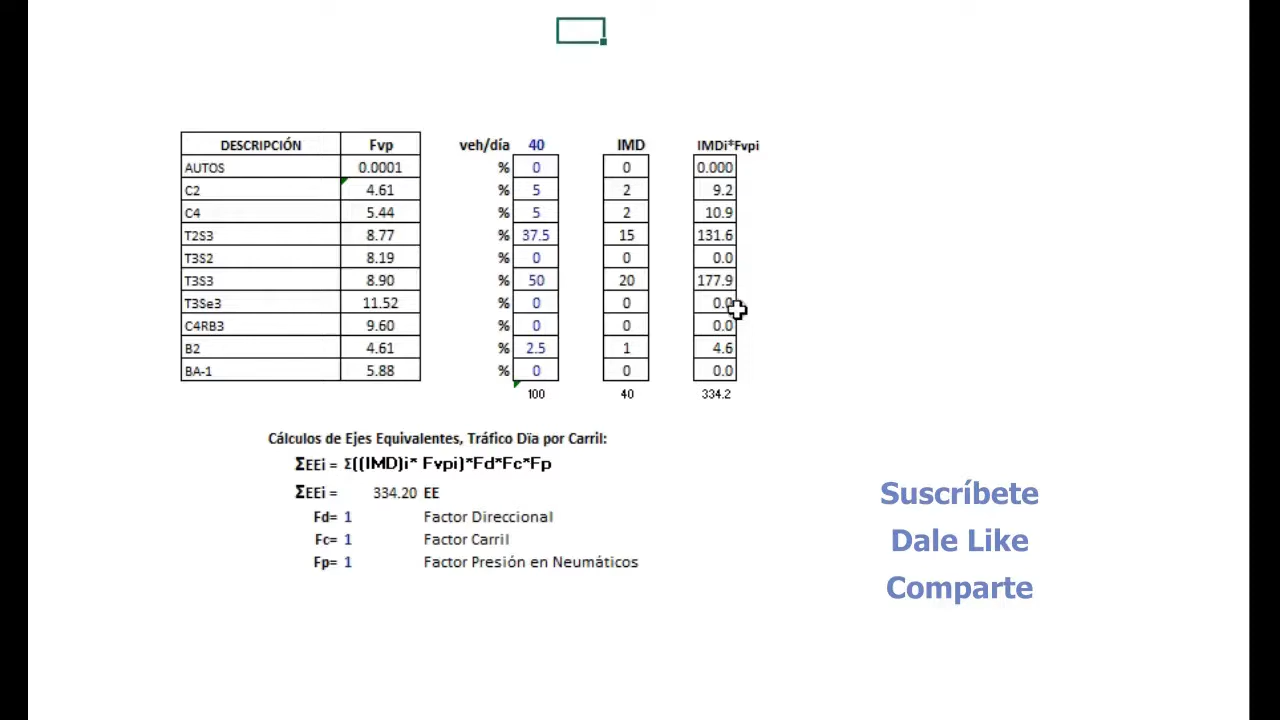 DESCRIPCIÓN Fvp veh/día 40 IMD IMDi*Fvpi
AUTOS 0.0001 % 0 0 0.000
C2 4.61 % 5 2 9.2
C4 5.44 % 5 2 10.9
T2S3 8.77 % 37.5 15 131.6
T3S2 8.19 % 0 0 0.0
T3S3 8.90 % 50 20 177.9
T3Se3 11.52 % 0 0 0.0
C4RB3 9.60 % 0 0 0.0
B2 4.61 % 2.5 1 4.6
BA-1 5.88 % 0 0 0.0
100 40 334.2
Cálculos de Ejes Equivalentes, Tráfico Dïa por Carril:
ΣEEi = Σ((IMD)i* Fvpi)*Fd*Fc*Fp
ΣEEi = 334.20 EE
Fd= 1 Factor Direccional
Fc= 1 Factor Carril
Fp= 1 Factor Presión en Neumáticos
Suscríbete
Dale Like
Comparte